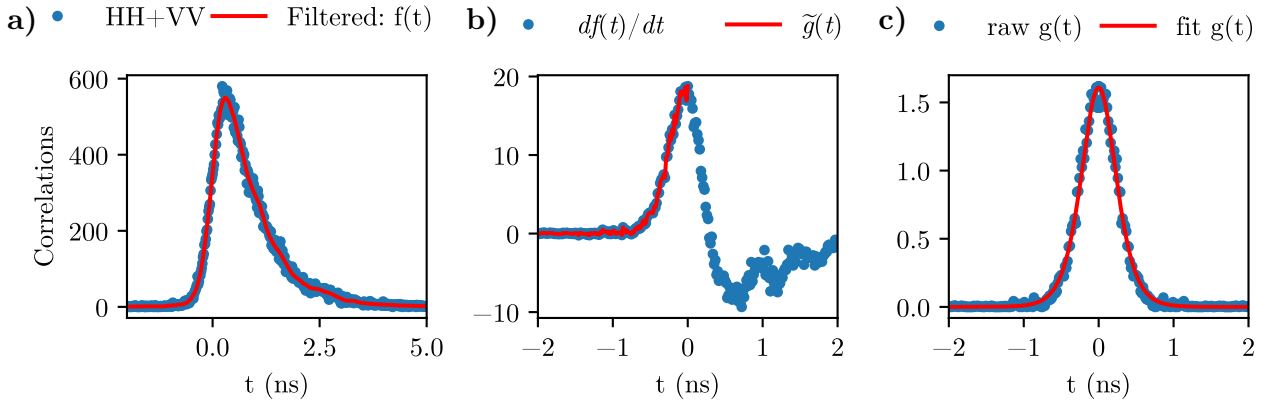 a) HH+VV Filtered: f(t)
Correlations
600
400
200
0
0.0 2.5 5.0
t (ns)
b) df(t)/dt g̃(t)
20
10
0
−10
−2 −1 0 1 2
t (ns)
c) raw g(t) fit g(t)
1.5
1.0
0.5
0.0
−2 −1 0 1 2
t (ns)